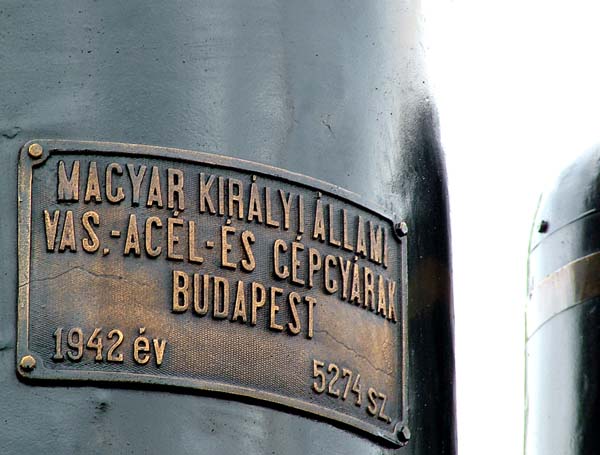 MAGYAR KIRÁLYI ÁLLAMI
VAS.-ACÉL-ÉS GÉPGYÁRAK
BUDAPEST
1942 év
5274 SZ.